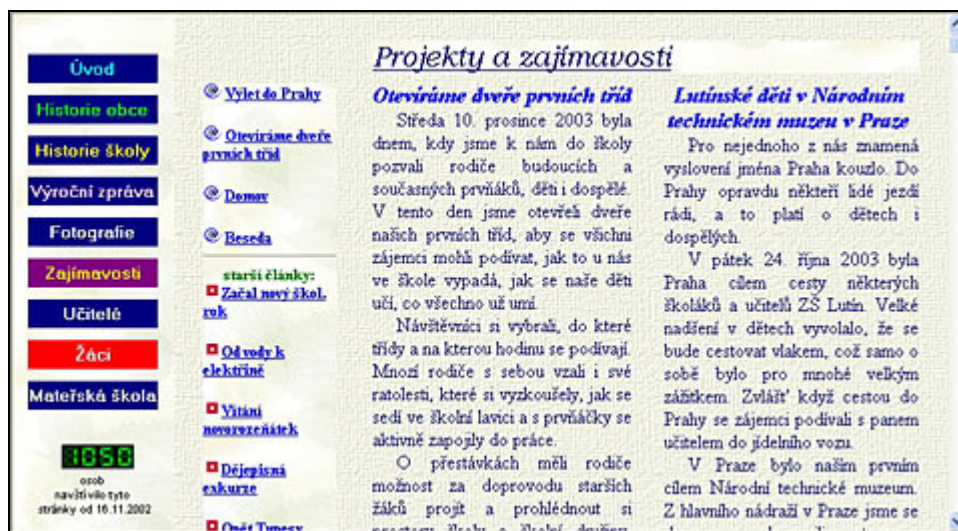 Úvod
Historie obce
Historie školy
Výroční zpráva
Fotografie
Zajímavosti
Učitelé
Žáci
Mateřská škola
1050
osob
navštívilo tyto
stránky od 16.11.2002
Výlet do Prahy
Otevíráme dveře
prvních tříd
Domov
Beseda
starší články:
Začal nový škol.
rok
Od vody k
elektřině
Vítání
novorozeňátek
Dějepisná
exkurze
Opět Tunesy
Projekty a zajímavosti
Otevíráme dveře prvních tříd
Středa 10. prosince 2003 byla
dnem, kdy jsme k nám do školy
pozvali rodiče budoucích a
současných prvňáků, děti i dospělé.
V tento den jsme otevřeli dveře
našich prvních tříd, aby se všichni
zájemci mohli podívat, jak to u nás
ve škole vypadá, jak se naše děti
učí, co všechno už umí.
Návštěvníci si vybrali, do které
třídy a na kterou hodinu se podívají.
Mnozí rodiče s sebou vzali i své
ratolesti, které si vyzkoušely, jak se
sedí ve školní lavici a s prvňáčky se
aktivně zapojily do práce.
O přestávkách měli rodiče
možnost za doprovodu starších
žáků projít a prohlédnout si
prostory školy a školní družiny.
Lutínské děti v Národním
technickém muzeu v Praze
Pro nejednoho z nás znamená
vyslovení jména Praha kouzlo. Do
Prahy opravdu někteří lidé jezdí
rádi, a to platí o dětech i
dospělých.
V pátek 24. října 2003 byla
Praha cílem cesty některých
školáků a učitelů ZŠ Lutín. Velké
nadšení v dětech vyvolalo, že se
bude cestovat vlakem, což samo o
sobě bylo pro mnohé velkým
zážitkem. Zvlášť když cestou do
Prahy se zájemci podívali s panem
učitelem do jídelního vozu.
V Praze bylo naším prvním
cílem Národní technické muzeum.
Z hlavního nádraží v Praze jsme se